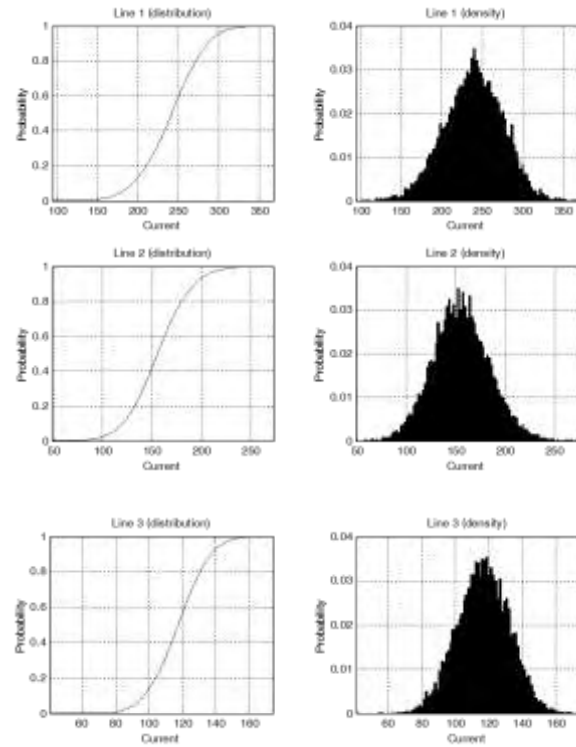 Line 1 (distribution)
Line 1 (density)
Probability
1
0.8
0.6
0.4
0.2
0
100 150 200 250 300 350
Current
Probability
0.04
0.03
0.02
0.01
0
100 150 200 250 300 350
Current
Line 2 (distribution)
Line 2 (density)
Probability
1
0.8
0.6
0.4
0.2
0
50 100 150 200 250
Current
Probability
0.04
0.03
0.02
0.01
0
50 100 150 200 250
Current
Line 3 (distribution)
Line 3 (density)
Probability
1
0.8
0.6
0.4
0.2
0
60 80 100 120 140 160
Current
Probability
0.04
0.03
0.02
0.01
0
60 80 100 120 140 160
Current